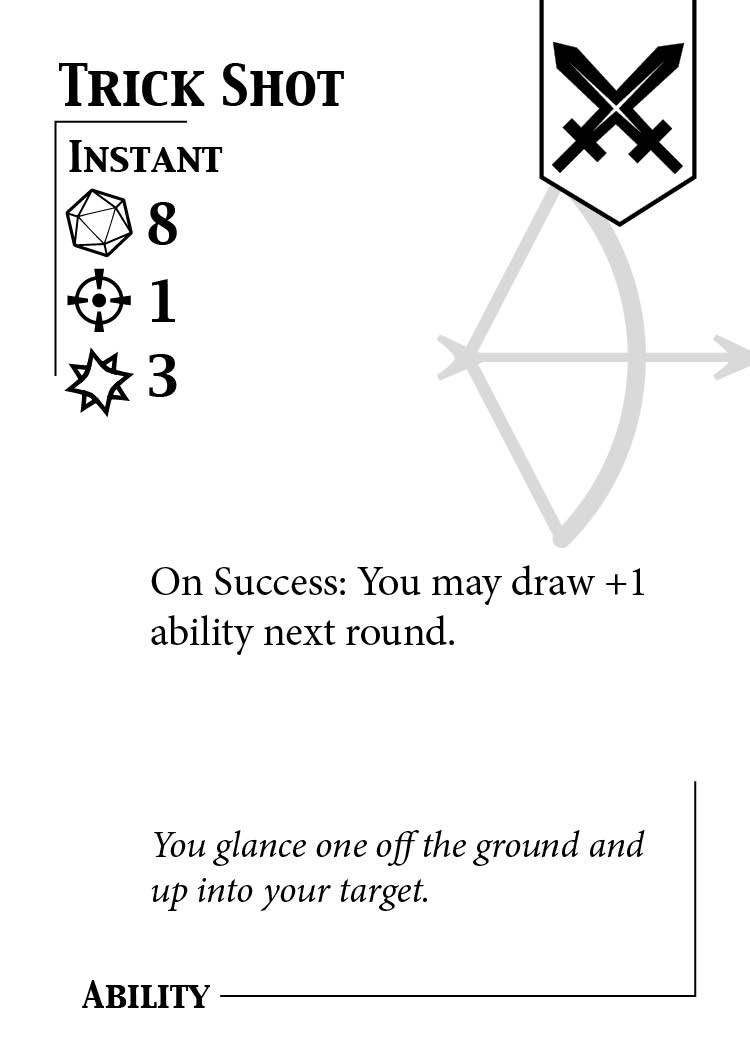 Trick Shot
Instant
8
1
3
On Success: You may draw +1
ability next round.
You glance one off the ground and
up into your target.
Ability